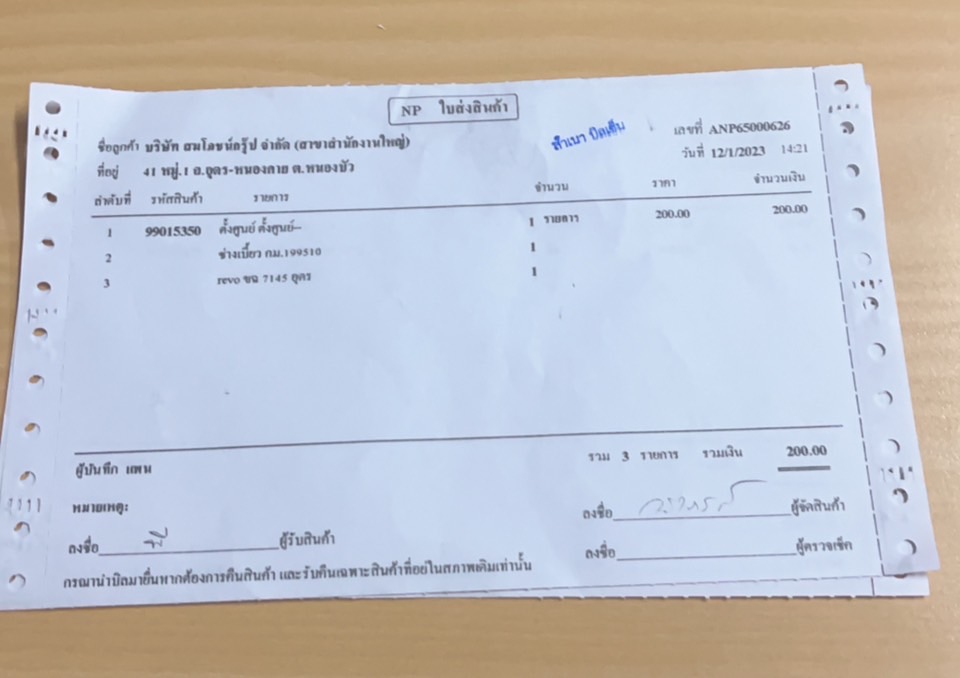 NP ใบส่งสินค้า
สำเนา บิดเย็น
เลขที่ ANP65000626
ชื่อลูกค้า บริษัท สมโลชน์กรุ๊ป จำกัด (สาขาสำนักงานใหญ่)
วันที่ 12/1/2023 14:21
ที่อยู่ 41 หมู่.1 ถ.อุดร-หนองคาย ต.หนองบัว
ลำดับที่ รหัสสินค้า รายการ จำนวน ราคา จำนวนเงิน
1 99015350 ตั้งศูนย์ ตั้งศูนย์-- 1 รายการ 200.00 200.00
2 ช่างเบี้ยว กม.199510 1
3 revo ขฉ 7145 อุดร 1
รวม 3 รายการ รวมเงิน 200.00
ผู้บันทึก แพน
หมายเหตุ:
ลงชื่อ ผู้จัดสินค้า
ลงชื่อ ผู้รับสินค้า
ลงชื่อ ผู้ตรวจเช็ค
กรุณานำบิลมายื่นหากต้องการคืนสินค้า และรับคืนเฉพาะสินค้าที่อยู่ในสภาพเดิมเท่านั้น